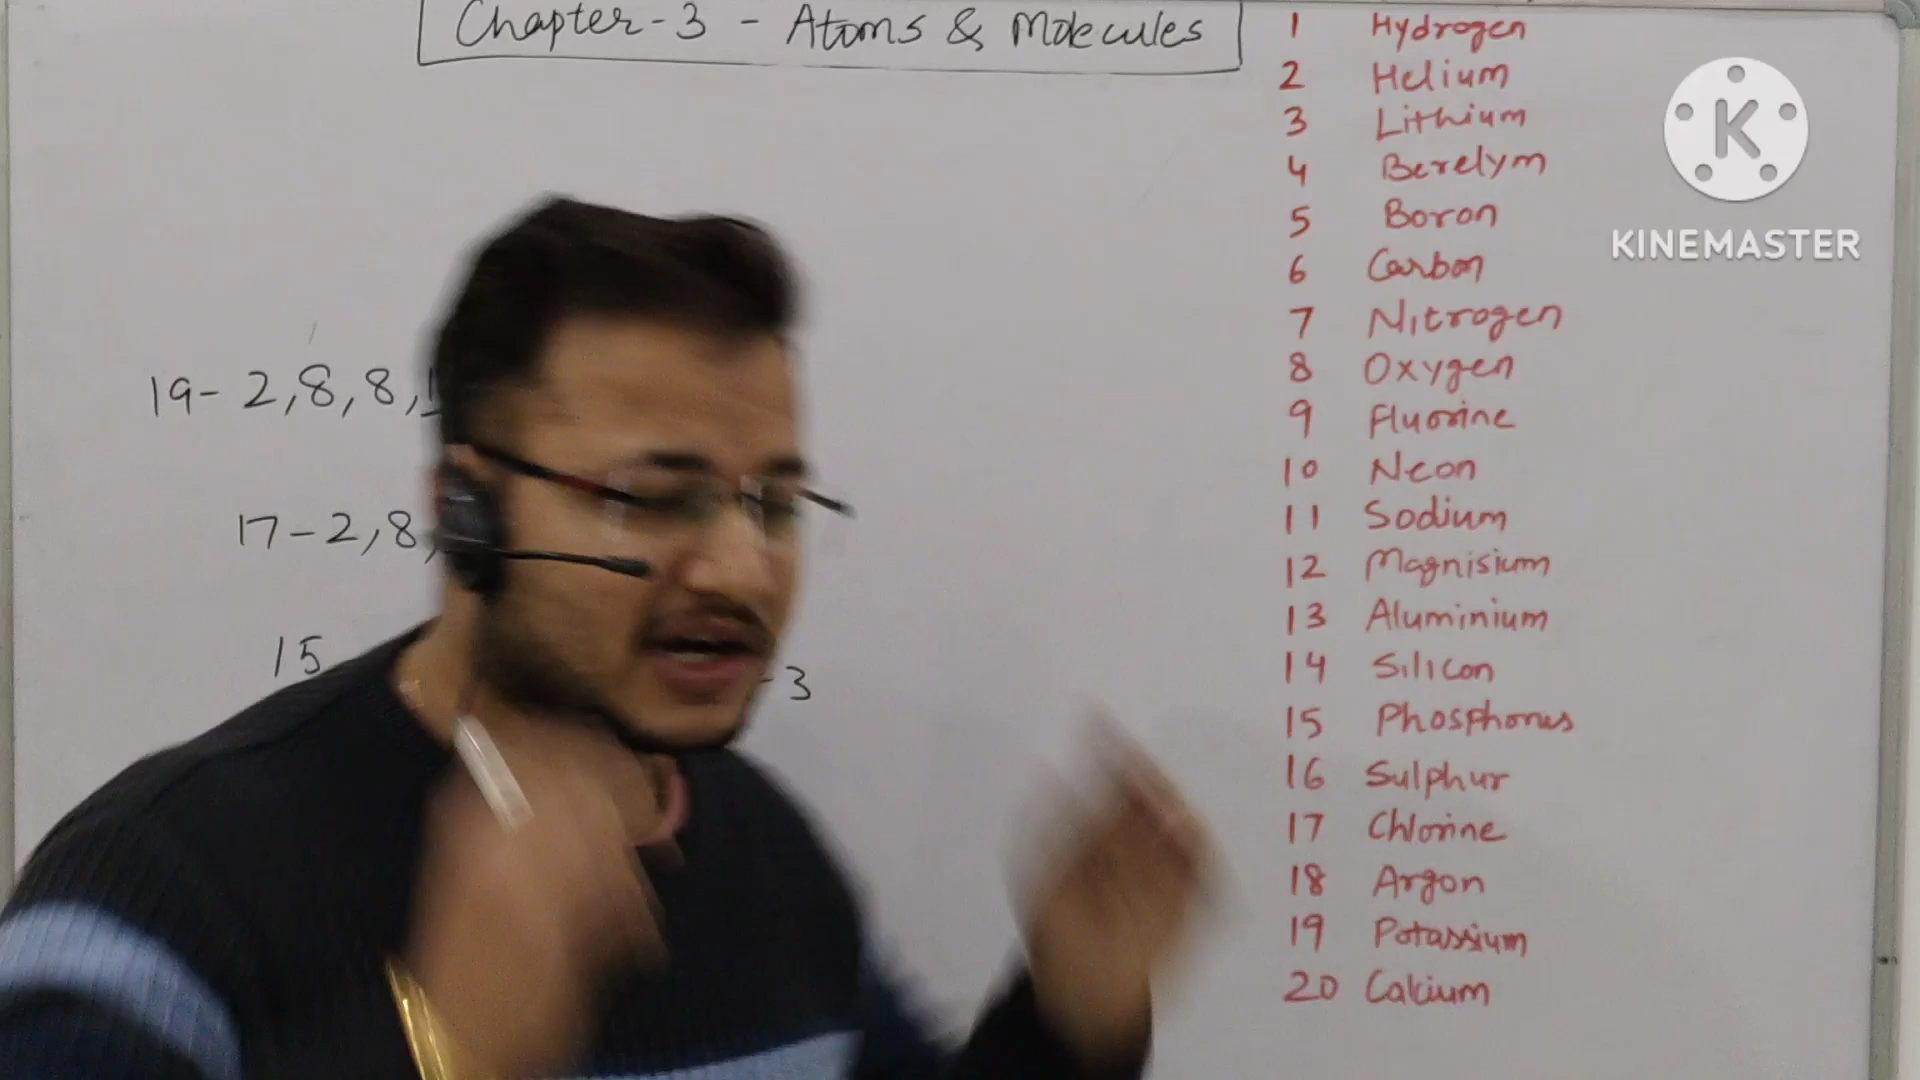 Chapter-3 - Atoms & Molecules
1 Hydrogen
2 Helium
3 Lithium
4 Berelym
5 Boron
6 Carbon
7 Nitrogen
8 Oxygen
9 Fluorine
10 Neon
11 Sodium
12 Magnisium
13 Aluminium
14 Silicon
15 Phosphorus
16 Sulphur
17 Chlorine
18 Argon
19 Potassium
20 Calcium
19- 2,8,8,1
17-2,8,
15
-3
K
KINEMASTER